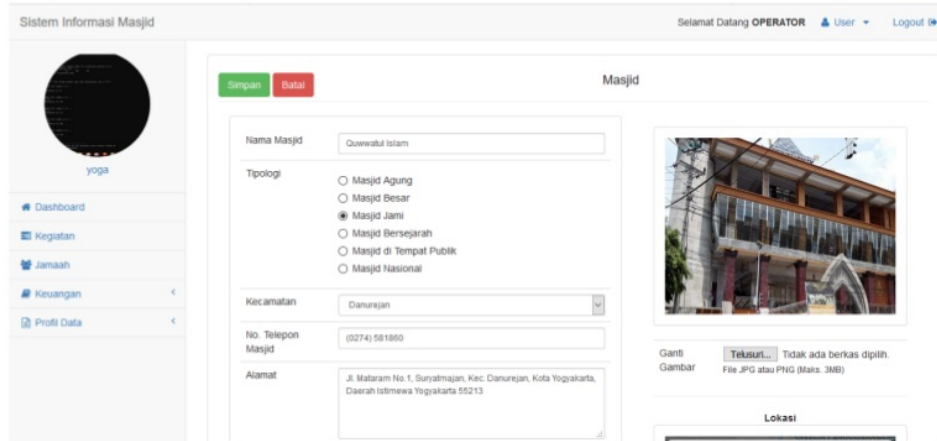 Sistem Informasi Masjid
Selamat Datang OPERATOR
User
Logout
yoga
Dashboard
Kegiatan
Jamaah
Keuangan
Profil Data
Simpan
Batal
Masjid
Nama Masjid
Quwwatul Islam
Tipologi
Masjid Agung
Masjid Besar
Masjid Jami
Masjid Bersejarah
Masjid di Tempat Publik
Masjid Nasional
Kecamatan
Danurejan
No. Telepon
Masjid
(0274) 581860
Alamat
Jl. Mataram No.1, Suryatmajan, Kec. Danurejan, Kota Yogyakarta,
Daerah Istimewa Yogyakarta 55213
Ganti
Gambar
Telusuri... Tidak ada berkas dipilih.
File JPG atau PNG (Maks. 3MB)
Lokasi